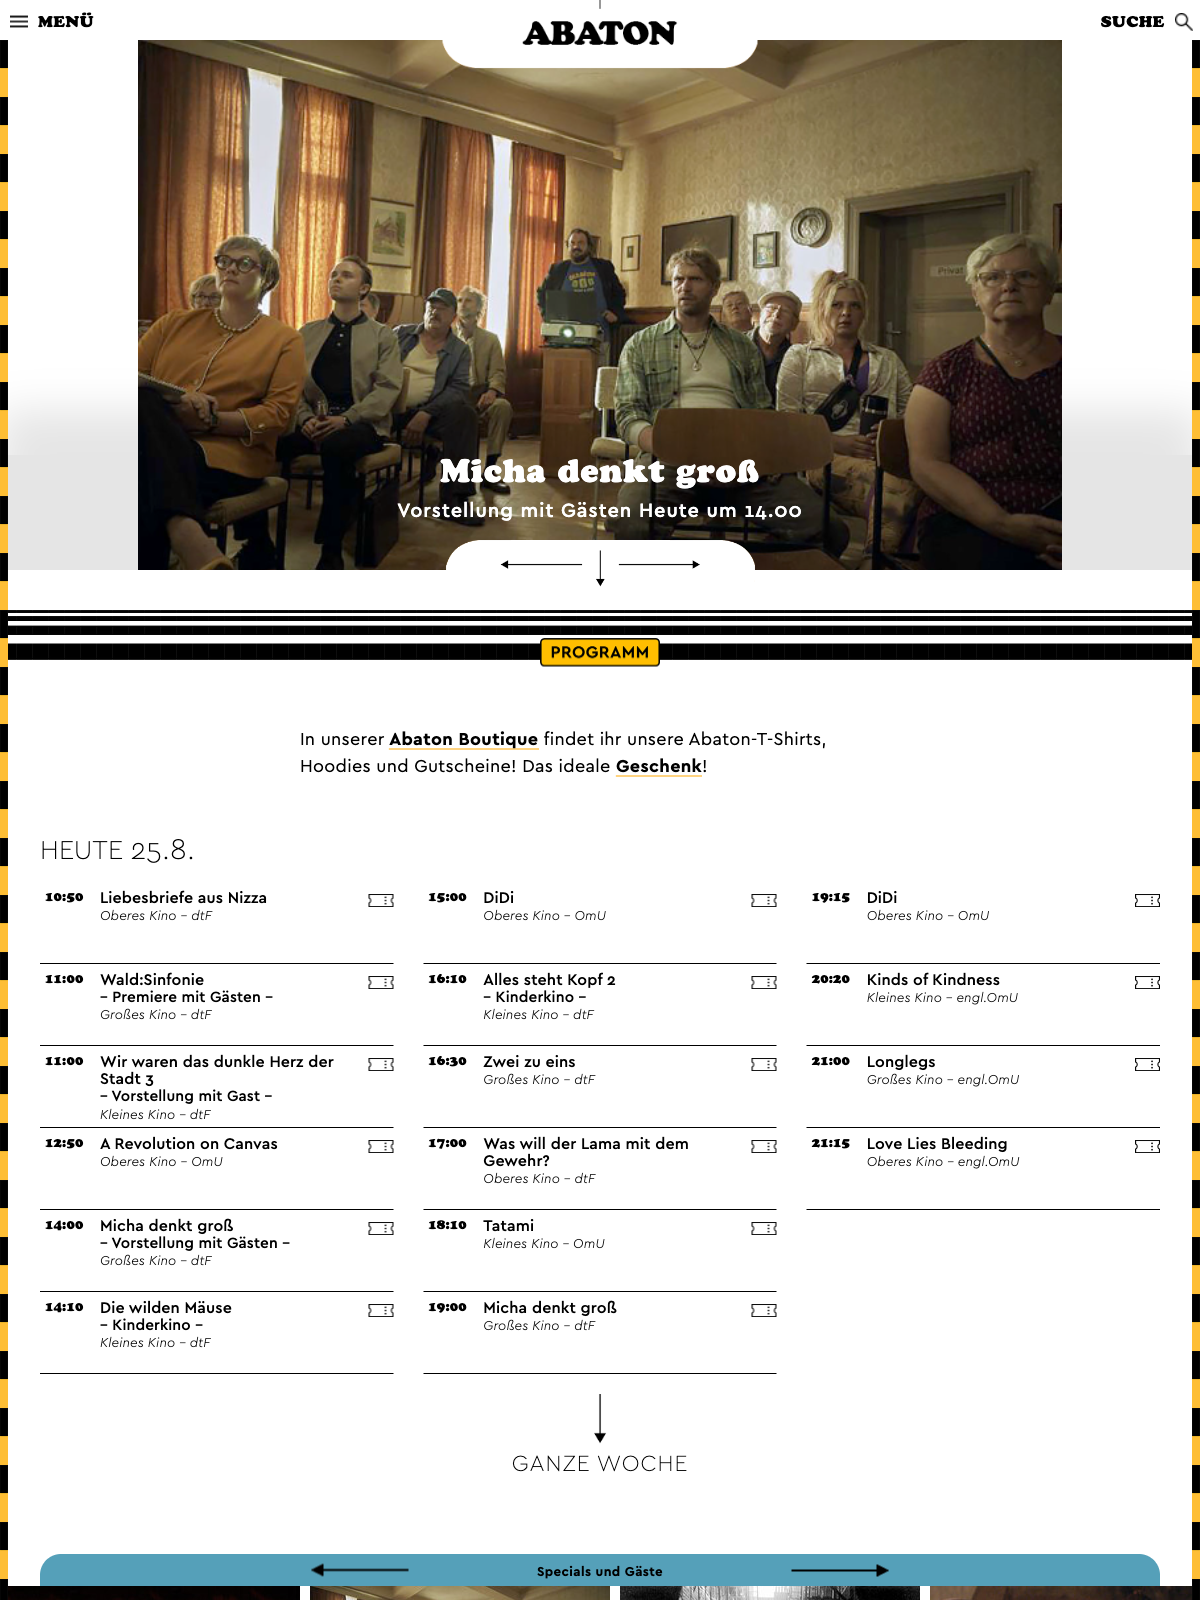 MENÜ
ABATON
SUCHE
Privat
Micha denkt groß
Vorstellung mit Gästen Heute um 14.00
PROGRAMM
In unserer Abaton Boutique findet ihr unsere Abaton-T-Shirts,
Hoodies und Gutscheine! Das ideale Geschenk!
HEUTE 25.8.
10:50 Liebesbriefe aus Nizza
Oberes Kino – dtF
11:00 Wald:Sinfonie
– Premiere mit Gästen –
Großes Kino – dtF
11:00 Wir waren das dunkle Herz der
Stadt 3
– Vorstellung mit Gast –
Kleines Kino – dtF
12:50 A Revolution on Canvas
Oberes Kino – OmU
14:00 Micha denkt groß
– Vorstellung mit Gästen –
Großes Kino – dtF
14:10 Die wilden Mäuse
– Kinderkino –
Kleines Kino – dtF
15:00 DiDi
Oberes Kino – OmU
16:10 Alles steht Kopf 2
– Kinderkino –
Kleines Kino – dtF
16:30 Zwei zu eins
Großes Kino – dtF
17:00 Was will der Lama mit dem
Gewehr?
Oberes Kino – dtF
18:10 Tatami
Kleines Kino – OmU
19:00 Micha denkt groß
Großes Kino – dtF
19:15 DiDi
Oberes Kino – OmU
20:20 Kinds of Kindness
Kleines Kino – engl.OmU
21:00 Longlegs
Großes Kino – engl.OmU
21:15 Love Lies Bleeding
Oberes Kino – engl.OmU
GANZE WOCHE
Specials und Gäste